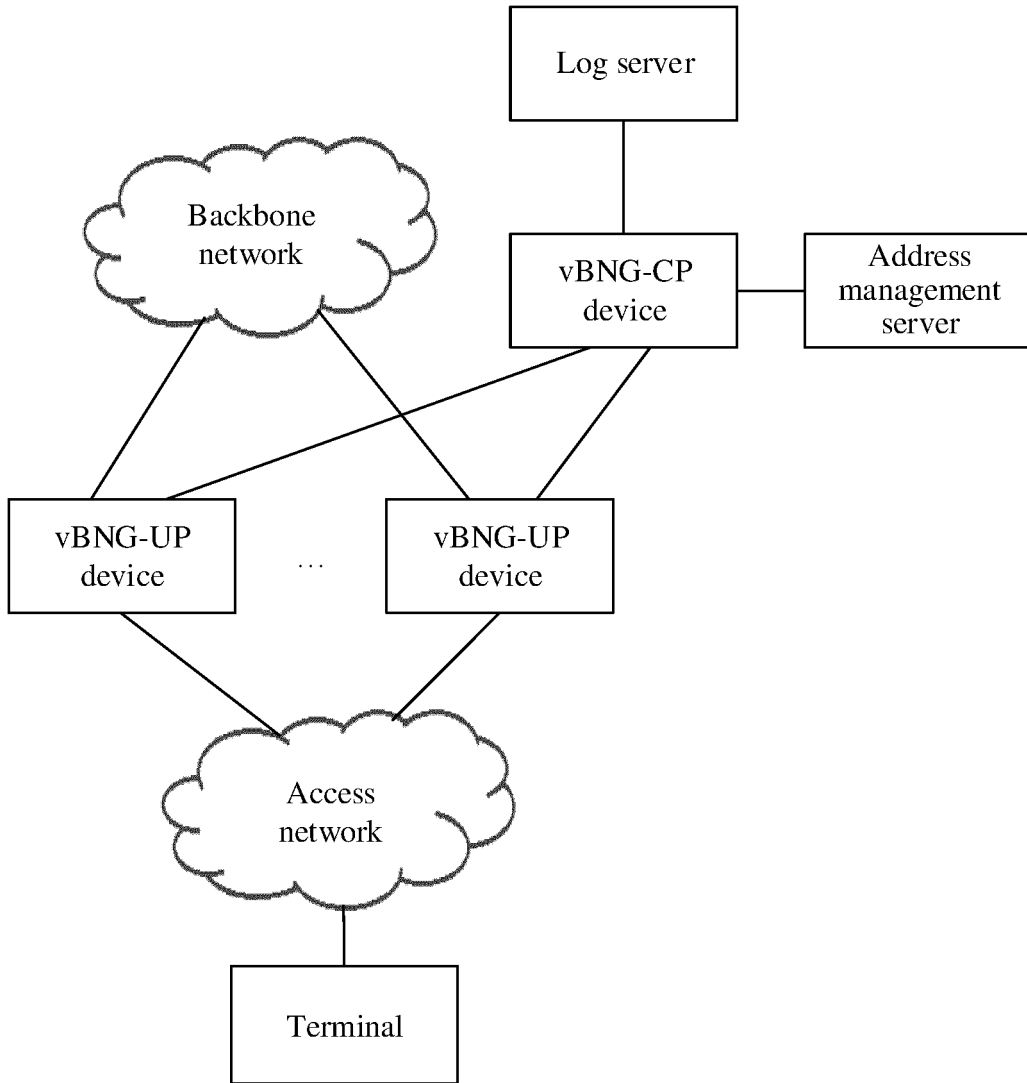 Log server
Backbone
network
vBNG-CP
device
Address
management
server
vBNG-UP
device
...
vBNG-UP
device
Access
network
Terminal